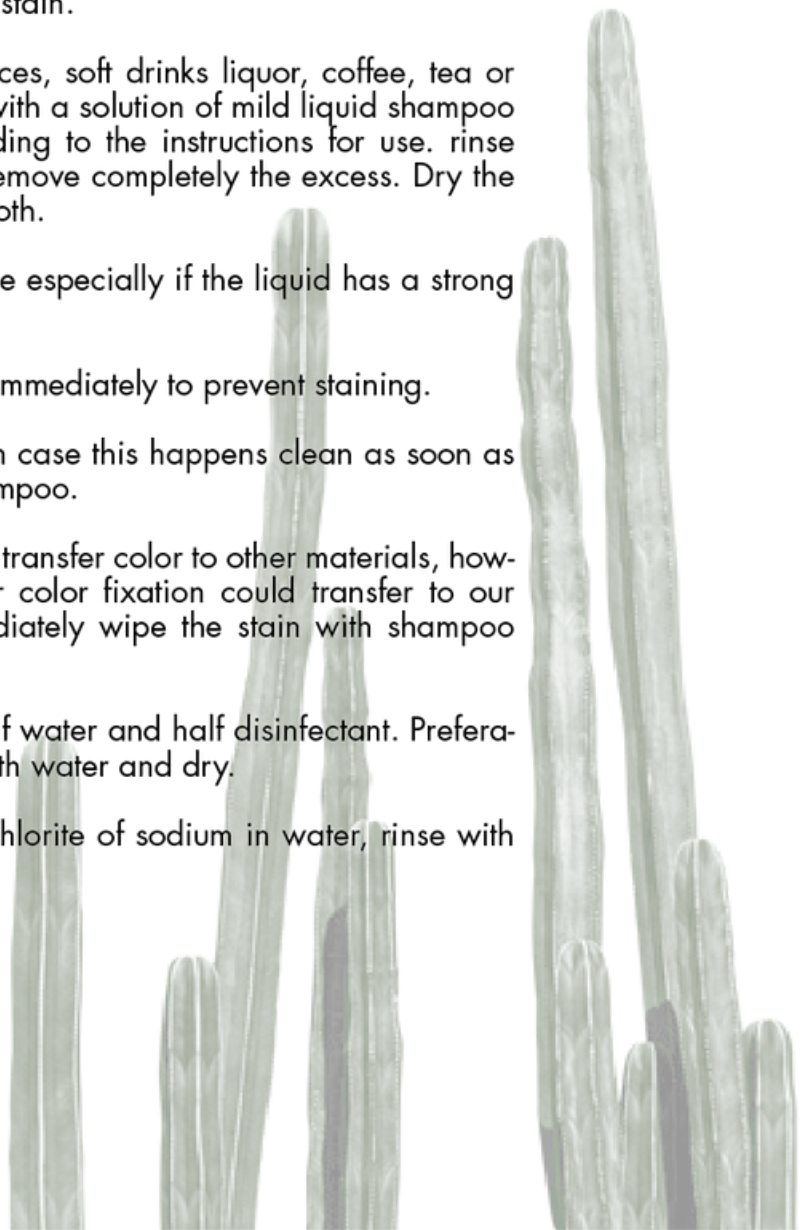 stain.
ces, soft drinks liquor, coffee, tea or
with a solution of mild liquid shampoo
ding to the instructions for use. rinse
emove completely the excess. Dry the
oth.
e especially if the liquid has a strong
mmediately to prevent staining.
n case this happens clean as soon as
mpoo.
transfer color to other materials, how-
r color fixation could transfer to our
diately wipe the stain with shampoo
f water and half disinfectant. Prefera-
th water and dry.
hlorite of sodium in water, rinse with